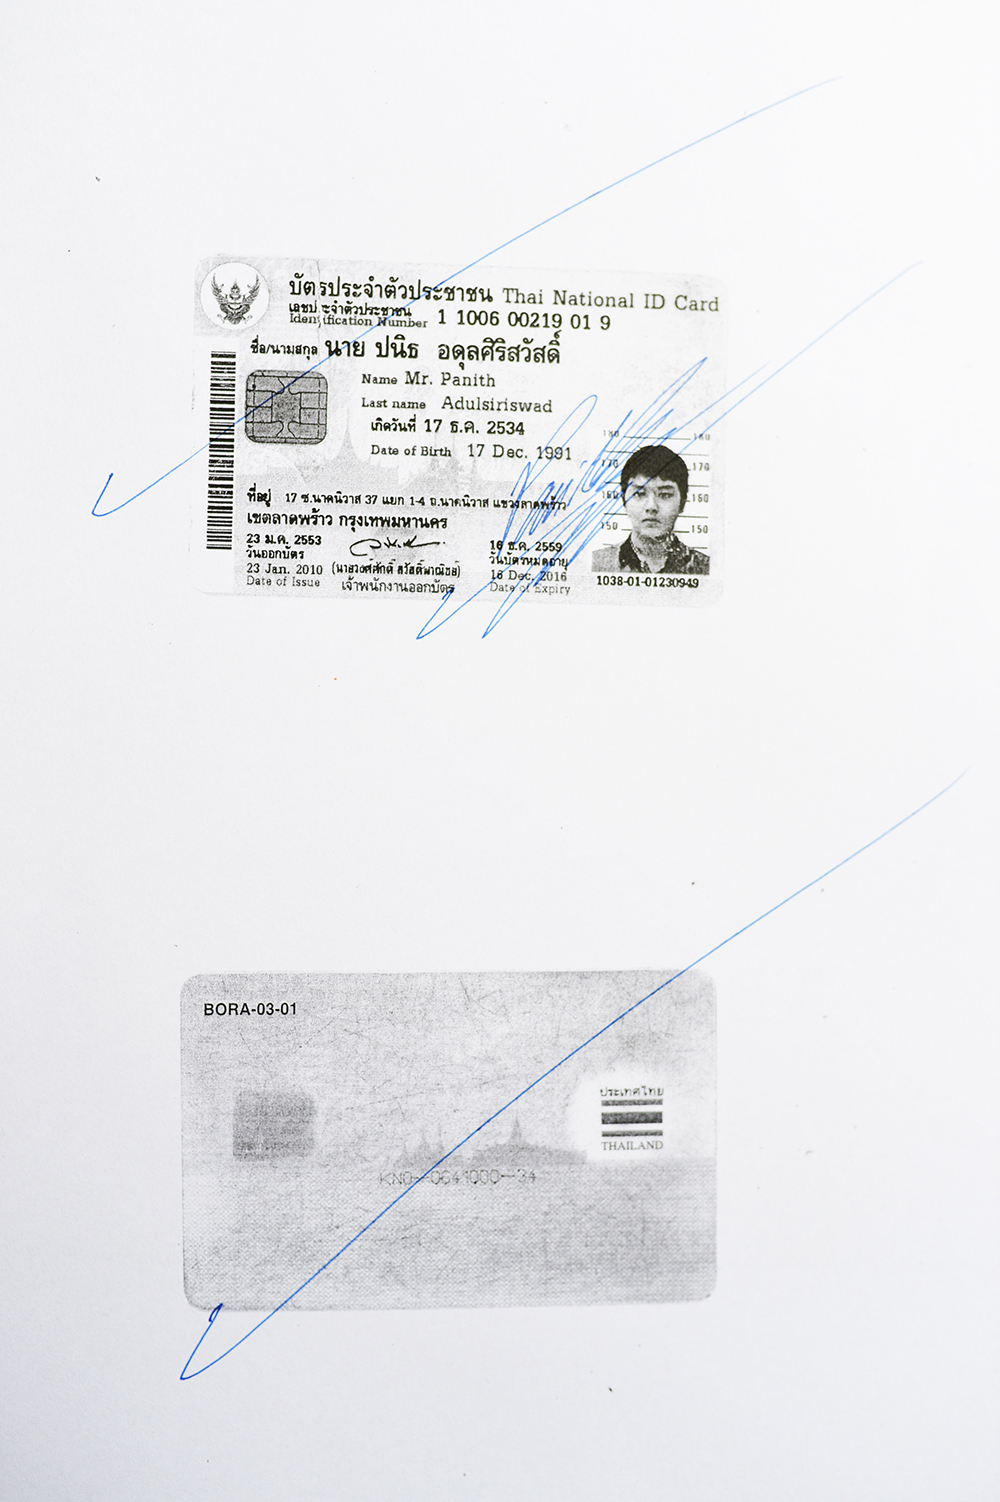 บัตรประจำตัวประชาชน Thai National ID Card
เลขประจำตัวประชาชน
Identification Number 1 1006 00219 01 9
ชื่อ/นามสกุล นาย ปนิธ อดุลศิริสวัสดิ์
Name Mr. Panith
Last name Adulsiriswad
เกิดวันที่ 17 ธ.ค. 2534
Date of Birth 17 Dec. 1991
180 180
170 170
160 160
150 150
ที่อยู่ 17 ซ.นาคนิวาส 37 แยก 1-4 ถ.นาคนิวาส แขวงลาดพร้าว
เขตลาดพร้าว กรุงเทพมหานคร
23 ม.ค. 2553
วันออกบัตร
23 Jan. 2010
Date of Issue
(นายวงศ์ศักดิ์ สวัสดิ์พาณิชย์)
เจ้าพนักงานออกบัตร
16 ธ.ค. 2559
วันบัตรหมดอายุ
16 Dec. 2016
Date of Expiry
1038-01-01230949
BORA-03-01
ประเทศไทย
THAILAND